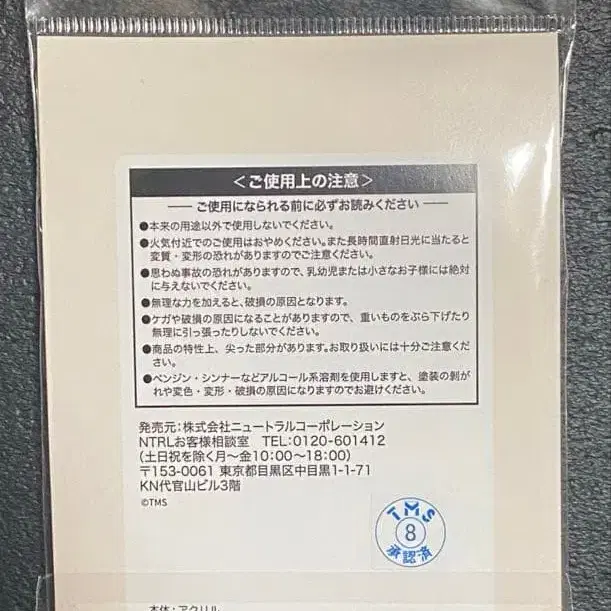 ＜ご使用上の注意＞
ご使用になられる前に必ずお読みください
●本来の用途以外で使用しないでください。
●火気付近でのご使用はおやめください。また長時間直射日光に当たると
変質・変形の恐れがありますのでご注意ください。
●思わぬ事故の恐れがありますので、乳幼児または小さなお子様には絶対
に与えないでください。
●無理な力を加えると、破損の原因となります。
●ケガや破損の原因になることがありますので、重いものをぶら下げたり
無理に引っ張ったりしないでください。
●商品の特性上、尖った部分があります。お取り扱いには十分ご注意くださ
い。
●ベンジン・シンナーなどアルコール系溶剤を使用しますと、塗装の剝が
れや変色・変形・破損の原因になりますのでお避けください。
発売元：株式会社ニュートラルコーポレーション
NTRLお客様相談室 TEL：0120-601412
(土日祝を除く月～金10:00～18:00)
〒153-0061 東京都目黒区中目黒1-1-71
KN代官山ビル3階
©TMS
TMS
8
承認済
本体：アクリル